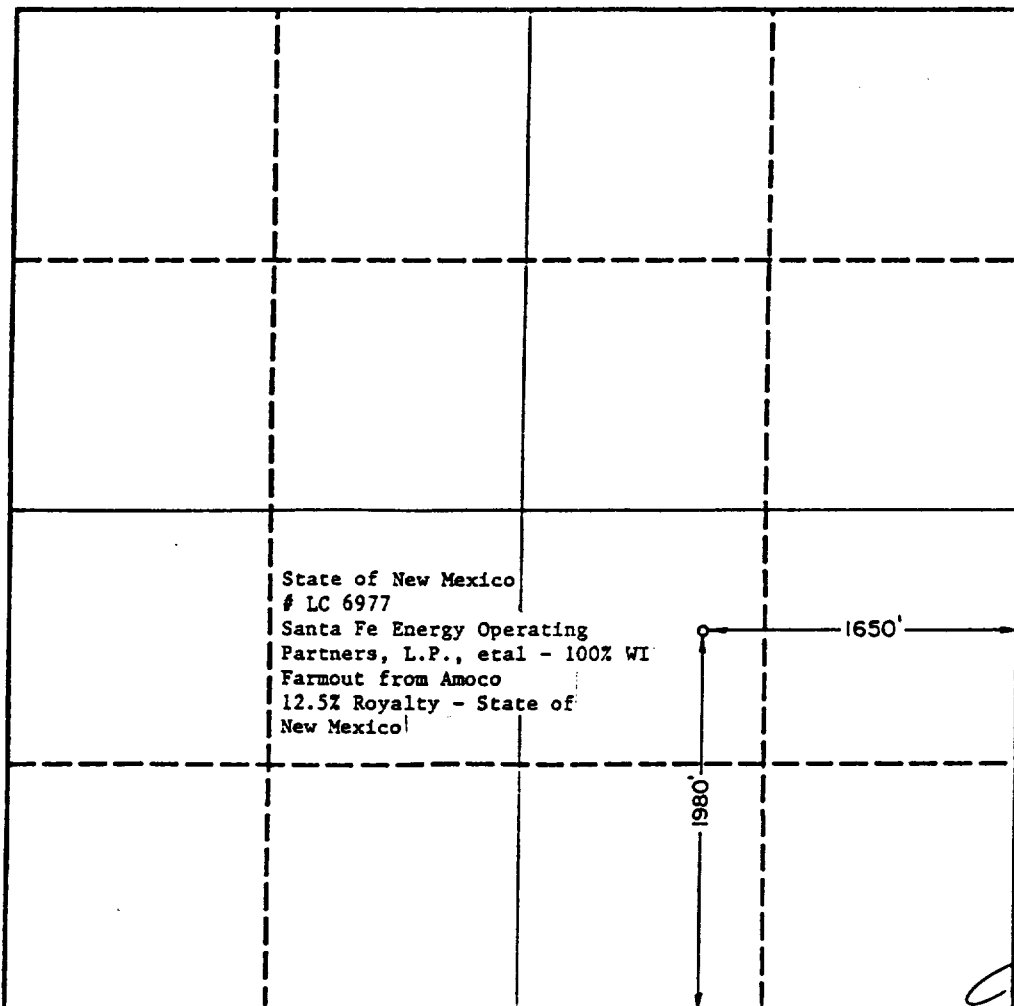 State of New Mexico
# LC 6977
Santa Fe Energy Operating
Partners, L.P., etal - 100% WI
Farmout from Amoco
12.5% Royalty - State of
New Mexico
1650'
1980'